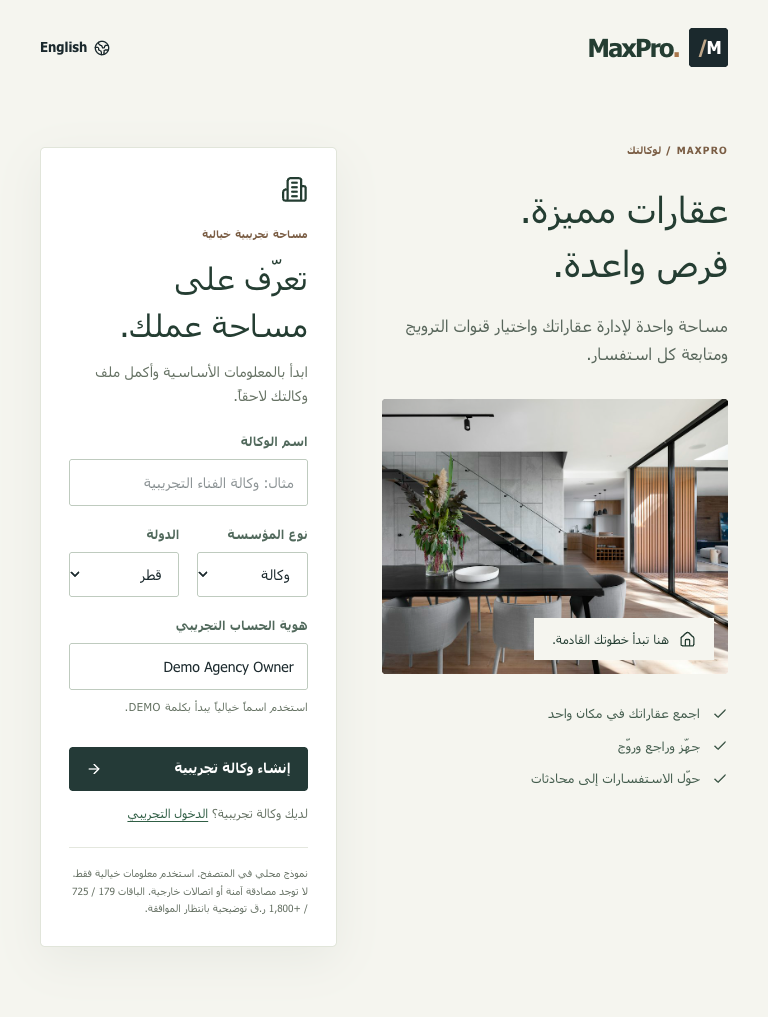 M/
MaxPro.
English
MAXPRO / لوكالتك
عقارات مميزة.
فرص واعدة.
مساحة واحدة لإدارة عقاراتك واختيار قنوات الترويج
ومتابعة كل استفسار.
هنا تبدأ خطوتك القادمة.
اجمع عقاراتك في مكان واحد
جهّز وراجع وروّج
حوّل الاستفسارات إلى محادثات
مساحة تجريبية خيالية
تعرّف على
مساحة عملك.
ابدأ بالمعلومات الأساسية وأكمل ملف
وكالتك لاحقاً.
اسم الوكالة
مثال: وكالة الفناء التجريبية
نوع المؤسسة
الدولة
وكالة
قطر
هوية الحساب التجريبي
Demo Agency Owner
استخدم اسماً خيالياً يبدأ بكلمة DEMO.
إنشاء وكالة تجريبية
لديك وكالة تجريبية؟ الدخول التجريبي
نموذج محلي في المتصفح. استخدم معلومات خيالية فقط.
لا توجد مصادقة آمنة أو اتصالات خارجية. الباقات 179 / 725
/ +1,800 ر.ق توضيحية بانتظار الموافقة.